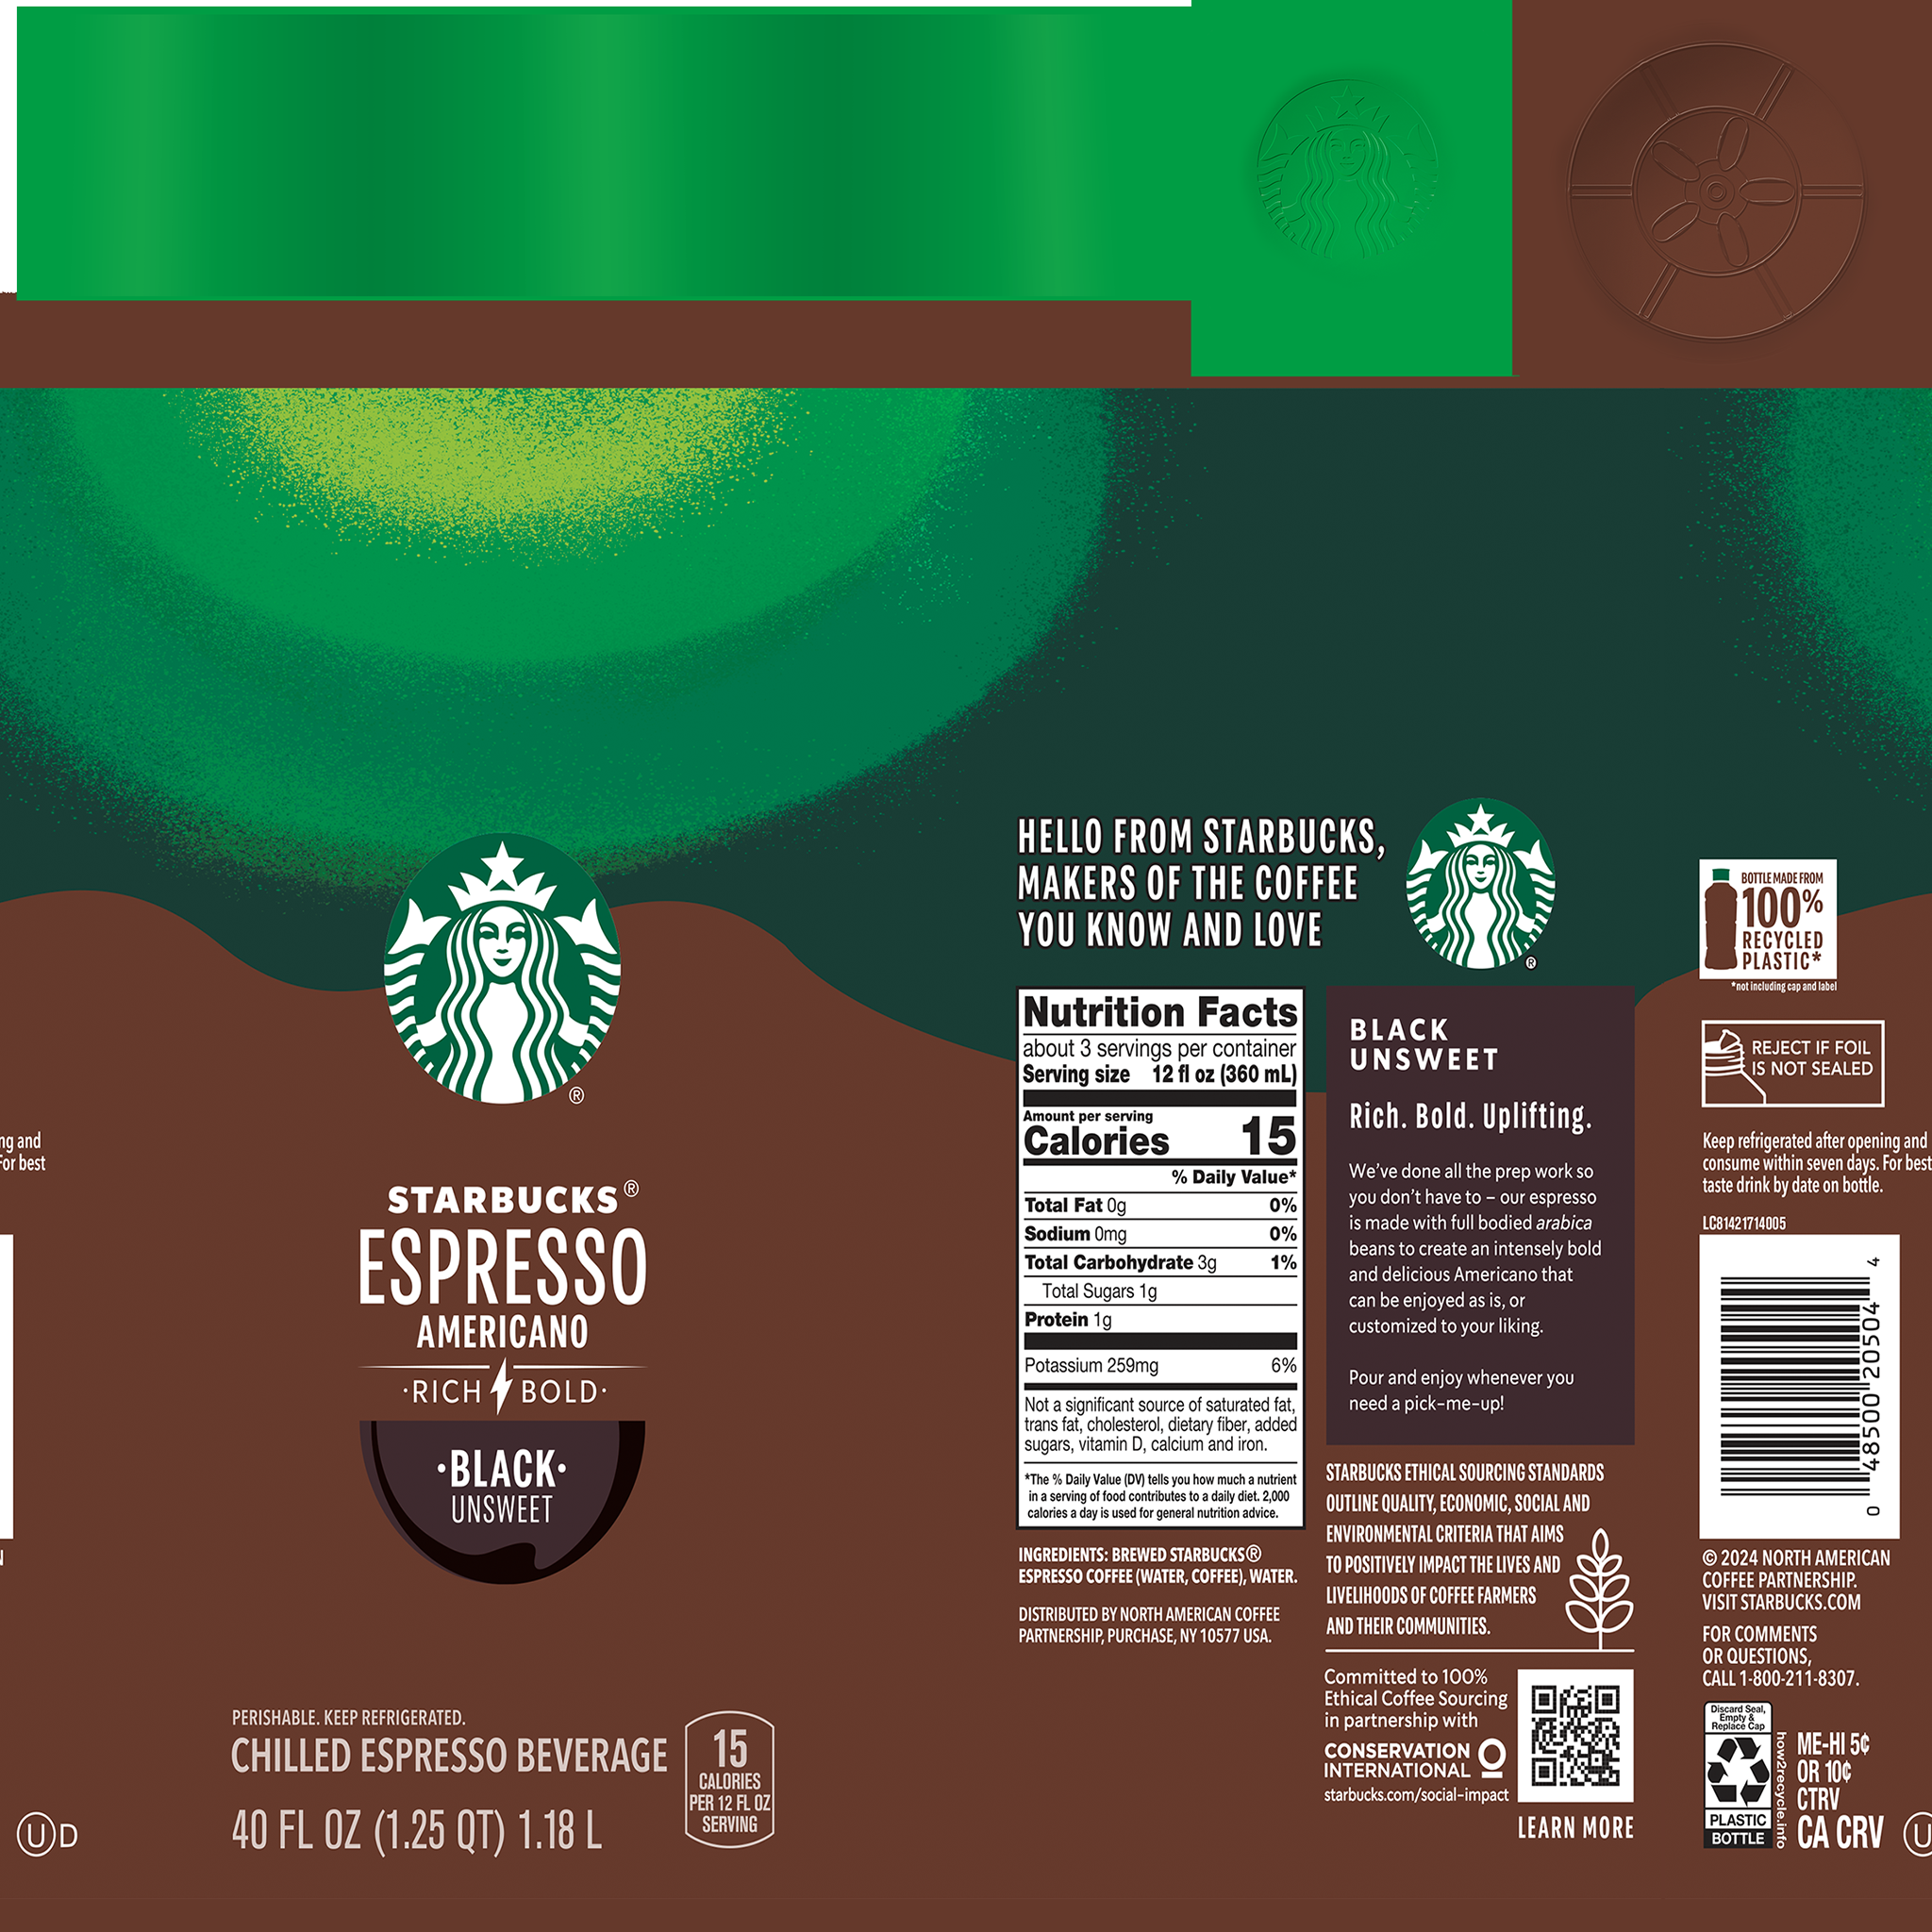 STARBUCKS®
ESPRESSO
AMERICANO
·RICH BOLD·
·BLACK·
UNSWEET
PERISHABLE. KEEP REFRIGERATED.
CHILLED ESPRESSO BEVERAGE
40 FL OZ (1.25 QT) 1.18 L
15
CALORIES
PER 12 FL OZ
SERVING
®
ng and
For best
N
U D
HELLO FROM STARBUCKS,
MAKERS OF THE COFFEE
YOU KNOW AND LOVE
®
Nutrition Facts
about 3 servings per container
Serving size 12 fl oz (360 mL)
Amount per serving
Calories 15
% Daily Value*
Total Fat 0g 0%
Sodium 0mg 0%
Total Carbohydrate 3g 1%
Total Sugars 1g
Protein 1g
Potassium 259mg 6%
Not a significant source of saturated fat,
trans fat, cholesterol, dietary fiber, added
sugars, vitamin D, calcium and iron.
*The % Daily Value (DV) tells you how much a nutrient
in a serving of food contributes to a daily diet. 2,000
calories a day is used for general nutrition advice.
INGREDIENTS: BREWED STARBUCKS®
ESPRESSO COFFEE (WATER, COFFEE), WATER.
DISTRIBUTED BY NORTH AMERICAN COFFEE
PARTNERSHIP, PURCHASE, NY 10577 USA.
BLACK
UNSWEET
Rich. Bold. Uplifting.
We've done all the prep work so
you don't have to – our espresso
is made with full bodied arabica
beans to create an intensely bold
and delicious Americano that
can be enjoyed as is, or
customized to your liking.
Pour and enjoy whenever you
need a pick-me-up!
STARBUCKS ETHICAL SOURCING STANDARDS
OUTLINE QUALITY, ECONOMIC, SOCIAL AND
ENVIRONMENTAL CRITERIA THAT AIMS
TO POSITIVELY IMPACT THE LIVES AND
LIVELIHOODS OF COFFEE FARMERS
AND THEIR COMMUNITIES.
Committed to 100%
Ethical Coffee Sourcing
in partnership with
CONSERVATION
INTERNATIONAL
starbucks.com/social-impact
LEARN MORE
BOTTLE MADE FROM
100%
RECYCLED
PLASTIC*
*not including cap and label
REJECT IF FOIL
IS NOT SEALED
Keep refrigerated after opening and
consume within seven days. For best
taste drink by date on bottle.
LC81421714005
0 48500 20504 4
© 2024 NORTH AMERICAN
COFFEE PARTNERSHIP.
VISIT STARBUCKS.COM
FOR COMMENTS
OR QUESTIONS,
CALL 1-800-211-8307.
Discard Seal,
Empty &
Replace Cap
PLASTIC
BOTTLE
how2recycle.info
ME-HI 5¢
OR 10¢
CTRV
CA CRV
U